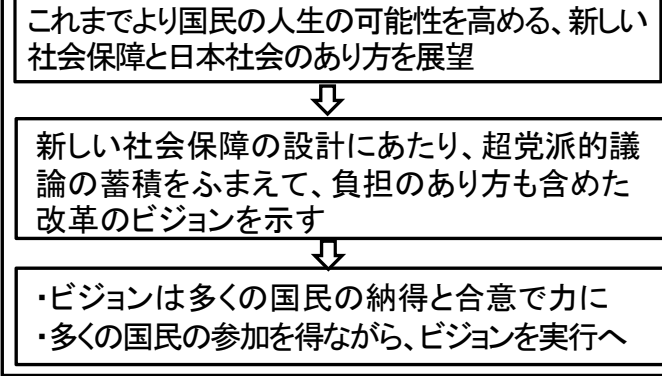 これまでより国民の人生の可能性を高める、新しい
社会保障と日本社会のあり方を展望
新しい社会保障の設計にあたり、超党派的議
論の蓄積をふまえて、負担のあり方も含めた
改革のビジョンを示す
・ビジョンは多くの国民の納得と合意で力に
・多くの国民の参加を得ながら、ビジョンを実行へ